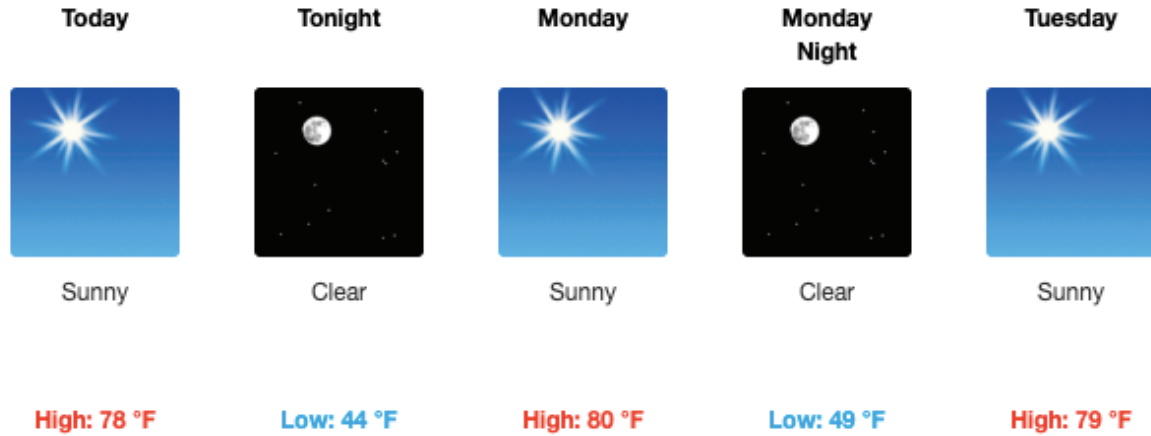 Today
Tonight
Monday
Monday
Night
Tuesday
Sunny
Clear
Sunny
Clear
Sunny
High: 78 °F
Low: 44 °F
High: 80 °F
Low: 49 °F
High: 79 °F